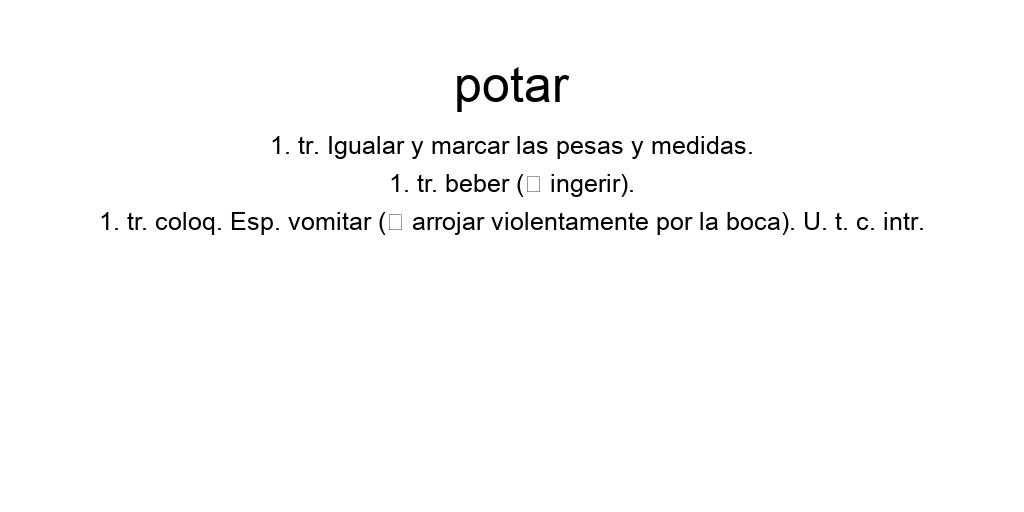 potar
1. tr. Igualar y marcar las pesas y medidas.
1. tr. beber (□ ingerir).
1. tr. coloq. Esp. vomitar (□ arrojar violentamente por la boca). U. t. c. intr.